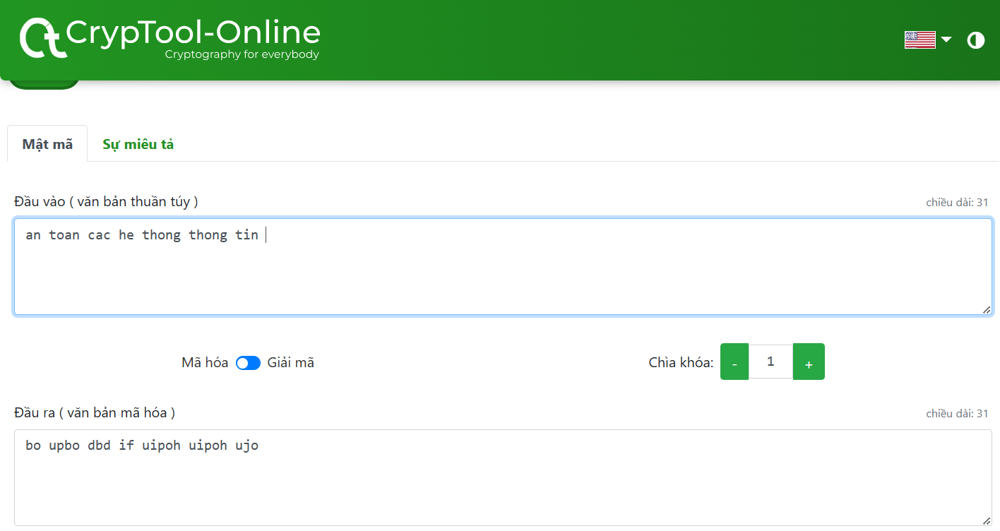 CrypTool-Online
Cryptography for everybody
Mật mã Sự miêu tả
Đầu vào ( văn bản thuần túy ) chiều dài: 31
an toan cac he thong thong tin
Mã hóa Giải mã Chìa khóa: - 1 +
Đầu ra ( văn bản mã hóa ) chiều dài: 31
bo upbo dbd if uipoh uipoh ujo